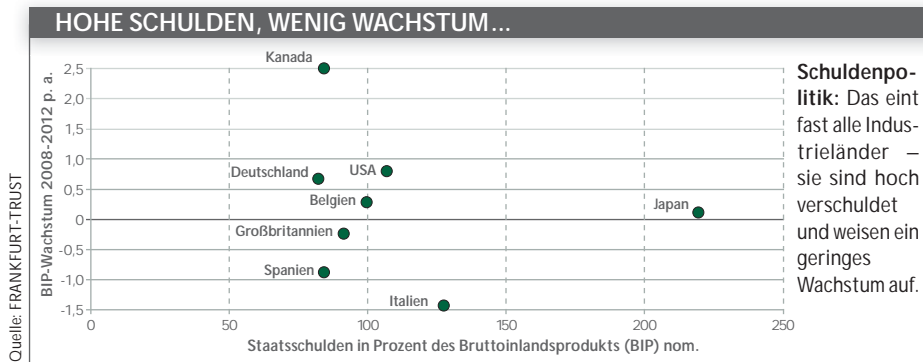 HOHE SCHULDEN, WENIG WACHSTUM...
Quelle: FRANKFURT-TRUST
BIP-Wachstum 2008-2012 p. a.
2,5
2,0
1,5
1,0
0,5
0
-0,5
-1,0
-1,5
Kanada
Deutschland
USA
Belgien
Japan
Großbritannien
Spanien
Italien
0
50
100
150
200
250
Staatsschulden in Prozent des Bruttoinlandsprodukts (BIP) nom.
Schuldenpo-
litik: Das eint
fast alle Indus-
trieländer –
sie sind hoch
verschuldet
und weisen ein
geringes
Wachstum auf.